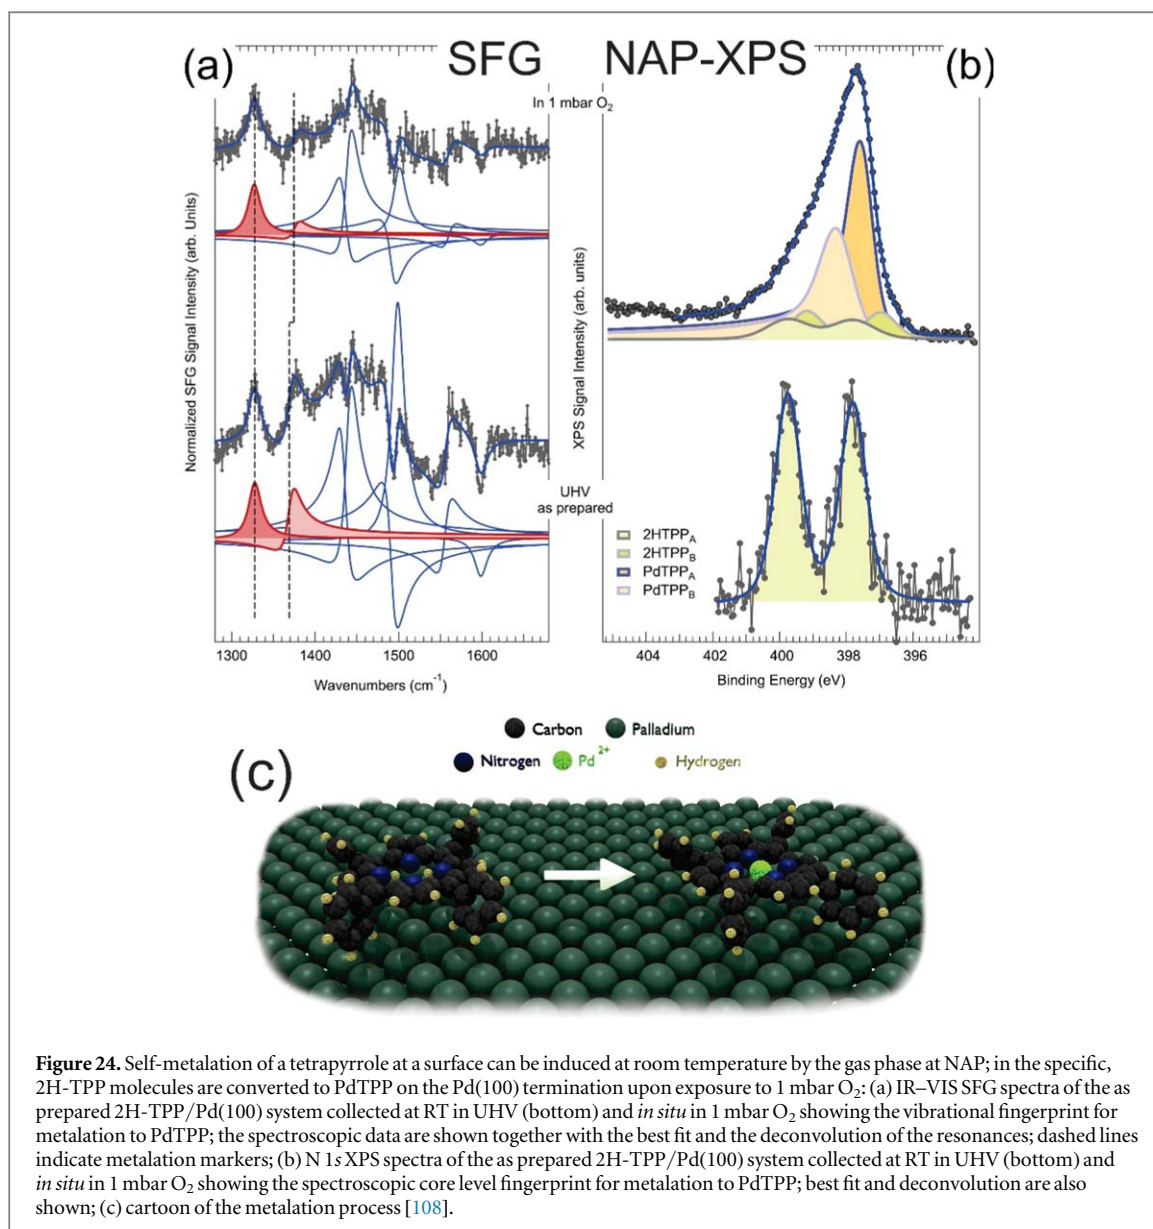 (a) SFG NAP-XPS (b)
In 1 mbar O₂
Normalized SFG Signal Intensity (arb. Units)
XPS Signal Intensity (arb. units)
UHV
as prepared
2HTPP_A
2HTPP_B
PdTPP_A
PdTPP_B
1300 1400 1500 1600
Wavenumbers (cm⁻¹)
404 402 400 398 396
Binding Energy (eV)
Carbon Palladium
Nitrogen Pd²⁺ Hydrogen
(c)
Figure 24. Self-metalation of a tetrapyrrole at a surface can be induced at room temperature by the gas phase at NAP; in the specific,
2H-TPP molecules are converted to PdTPP on the Pd(100) termination upon exposure to 1 mbar O₂: (a) IR–VIS SFG spectra of the as
prepared 2H-TPP/Pd(100) system collected at RT in UHV (bottom) and in situ in 1 mbar O₂ showing the vibrational fingerprint for
metalation to PdTPP; the spectroscopic data are shown together with the best fit and the deconvolution of the resonances; dashed lines
indicate metalation markers; (b) N 1s XPS spectra of the as prepared 2H-TPP/Pd(100) system collected at RT in UHV (bottom) and
in situ in 1 mbar O₂ showing the spectroscopic core level fingerprint for metalation to PdTPP; best fit and deconvolution are also
shown; (c) cartoon of the metalation process [108].